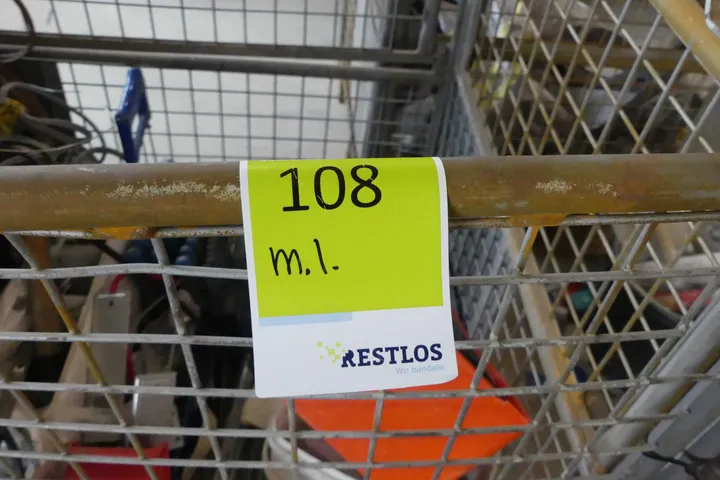 108
m.l.
RESTLOS
Wir handeln